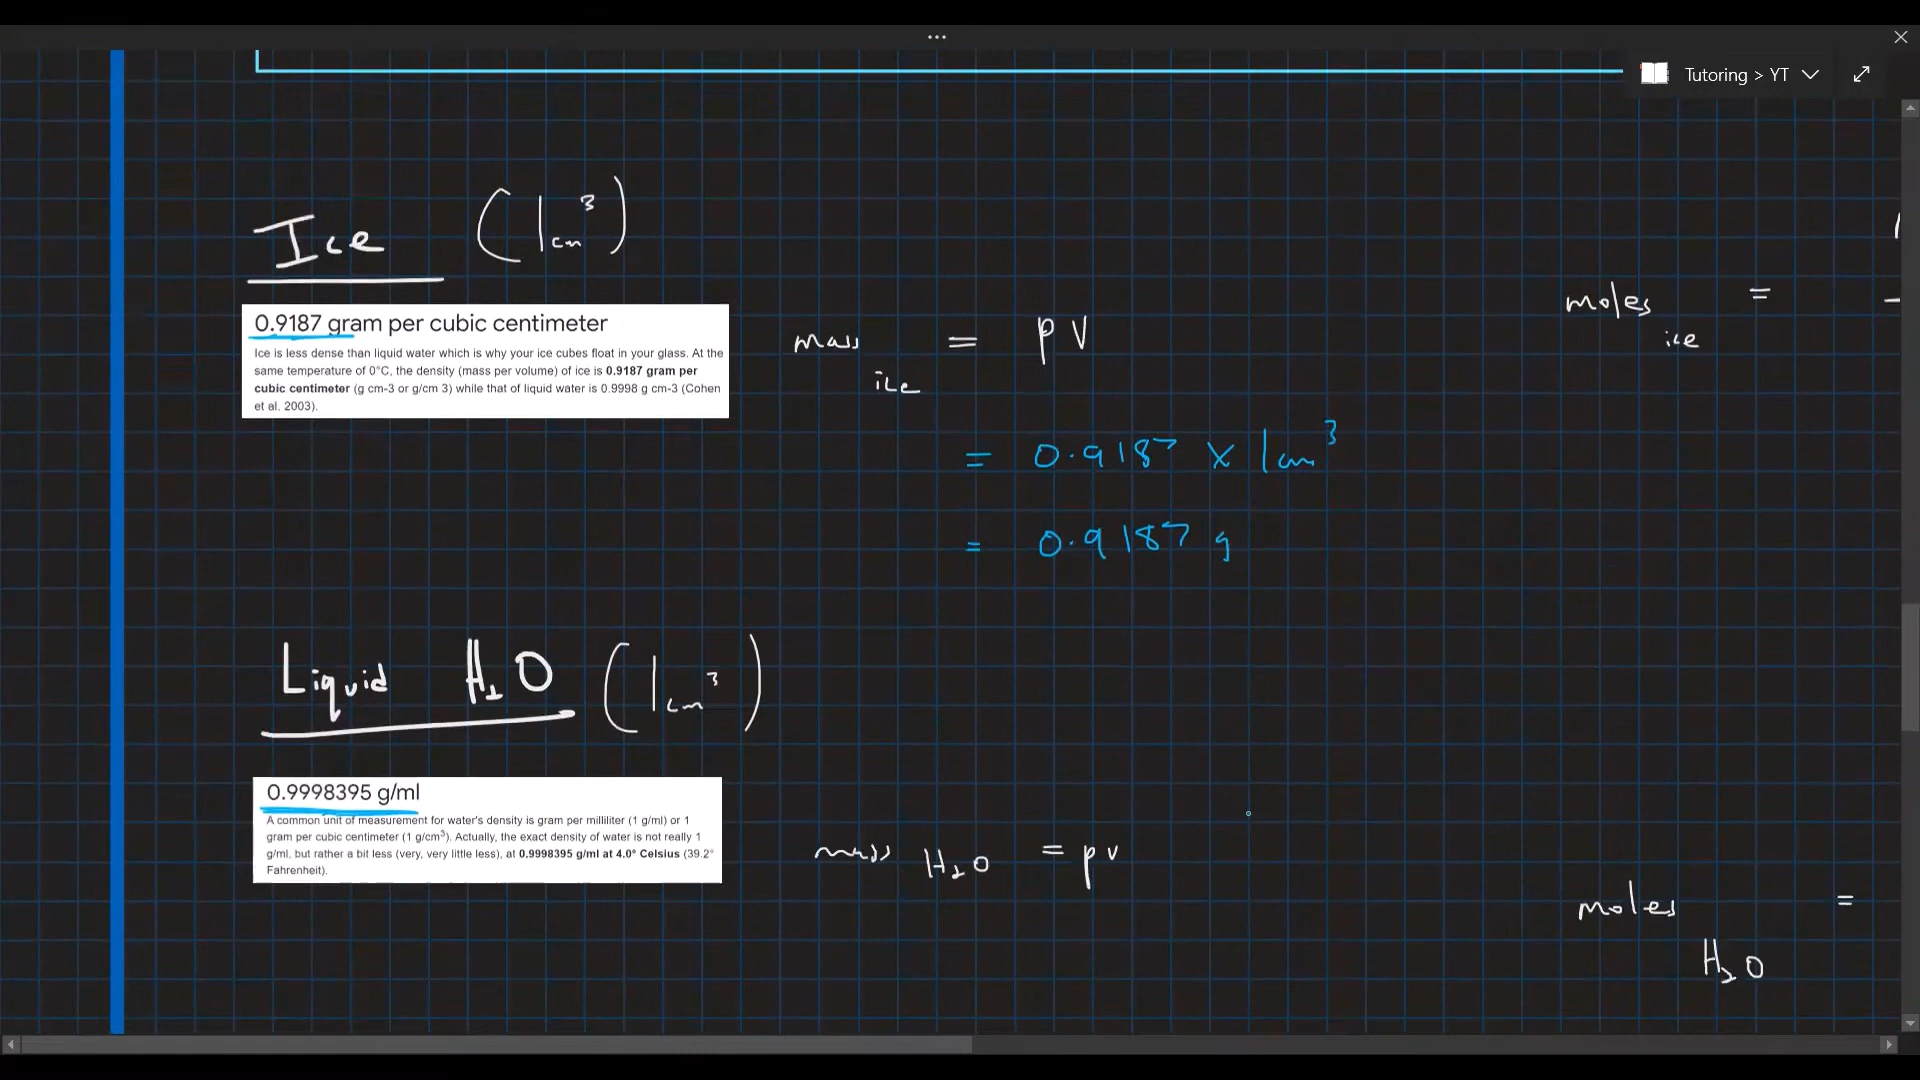 Tutoring > YT
Ice (1cm³)
0.9187 gram per cubic centimeter
Ice is less dense than liquid water which is why your ice cubes float in your glass. At the
same temperature of 0°C, the density (mass per volume) of ice is 0.9187 gram per
cubic centimeter (g cm-3 or g/cm 3) while that of liquid water is 0.9998 g cm-3 (Cohen
et al. 2003).
mass ice = ρV
= 0.9187 × 1cm³
= 0.9187 g
moles ice =
Liquid H₂O (1cm³)
0.9998395 g/ml
A common unit of measurement for water's density is gram per milliliter (1 g/ml) or 1
gram per cubic centimeter (1 g/cm³). Actually, the exact density of water is not really 1
g/ml, but rather a bit less (very, very little less), at 0.9998395 g/ml at 4.0° Celsius (39.2°
Fahrenheit).
mass H₂O = ρv
moles H₂O =